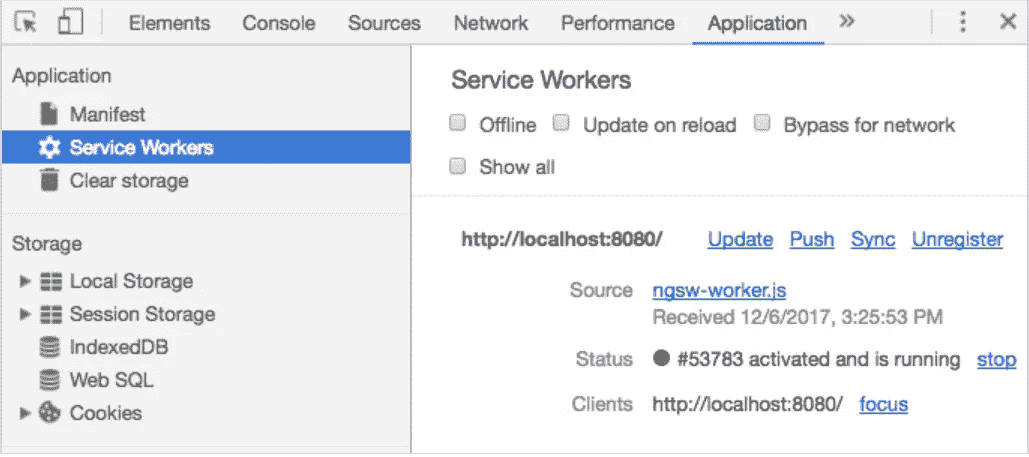 Elements Console Sources Network Performance Application »
Application
Manifest
Service Workers
Clear storage
Storage
Local Storage
Session Storage
IndexedDB
Web SQL
Cookies
Service Workers
Offline Update on reload Bypass for network
Show all
http://localhost:8080/ Update Push Sync Unregister
Source ngsw-worker.js
Received 12/6/2017, 3:25:53 PM
Status #53783 activated and is running stop
Clients http://localhost:8080/ focus